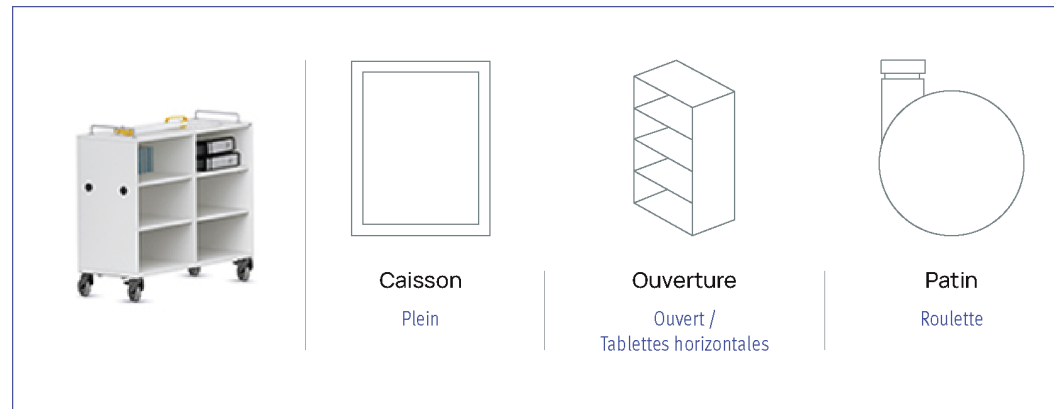 Caisson
Plein
Ouverture
Ouvert /
Tablettes horizontales
Patin
Roulette